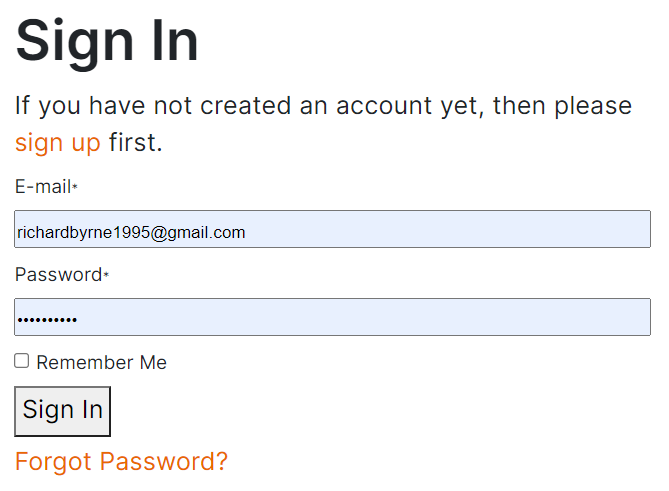 Sign In
If you have not created an account yet, then please
sign up first.
E-mail*
richardbyrne1995@gmail.com
Password*
••••••••••
Remember Me
Sign In
Forgot Password?